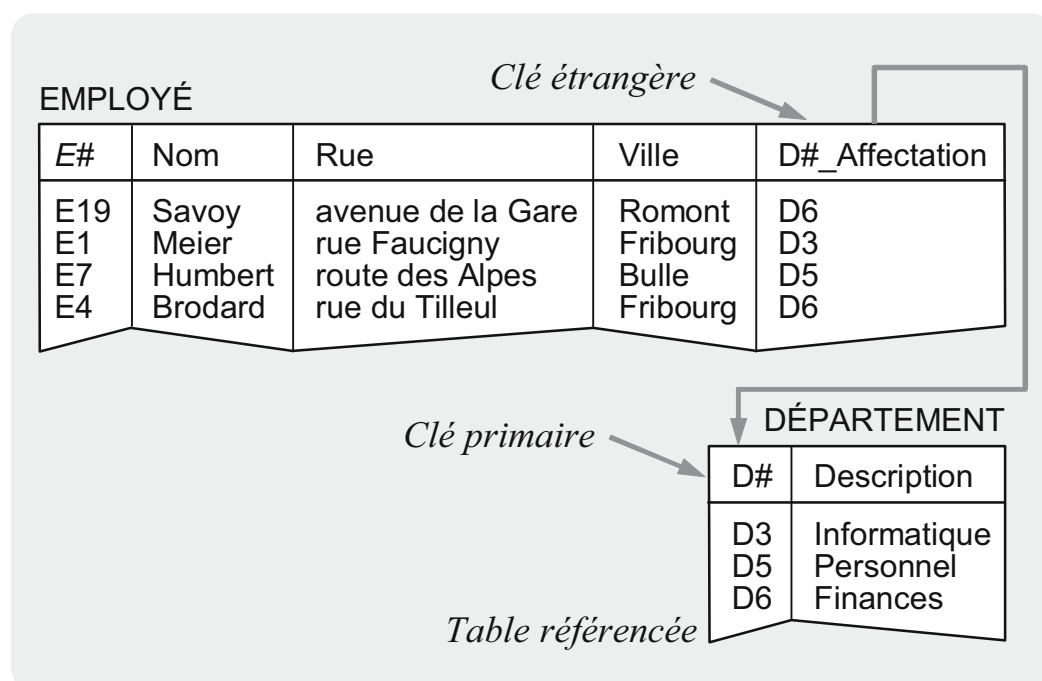 Clé étrangère
EMPLOYÉ
E# Nom Rue Ville D#_Affectation
E19 Savoy avenue de la Gare Romont D6
E1 Meier rue Faucigny Fribourg D3
E7 Humbert route des Alpes Bulle D5
E4 Brodard rue du Tilleul Fribourg D6
Clé primaire
DÉPARTEMENT
D# Description
D3 Informatique
D5 Personnel
D6 Finances
Table référencée